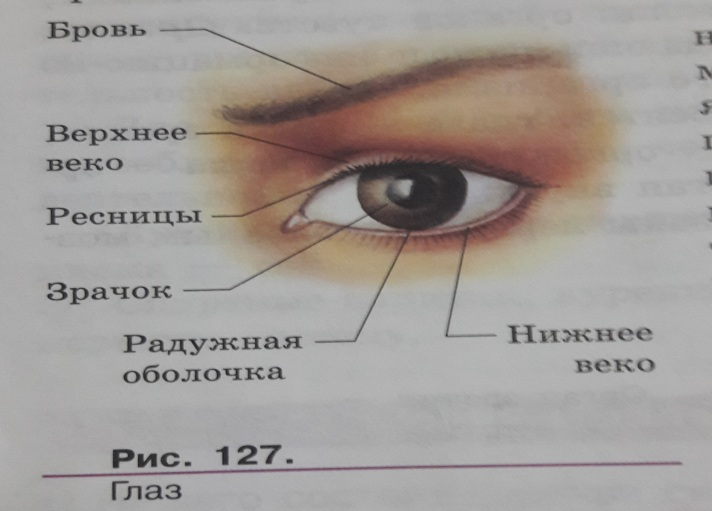 Бровь
Верхнее
веко
Ресницы
Зрачок
Радужная
оболочка
Нижнее
веко
Рис. 127.
Глаз